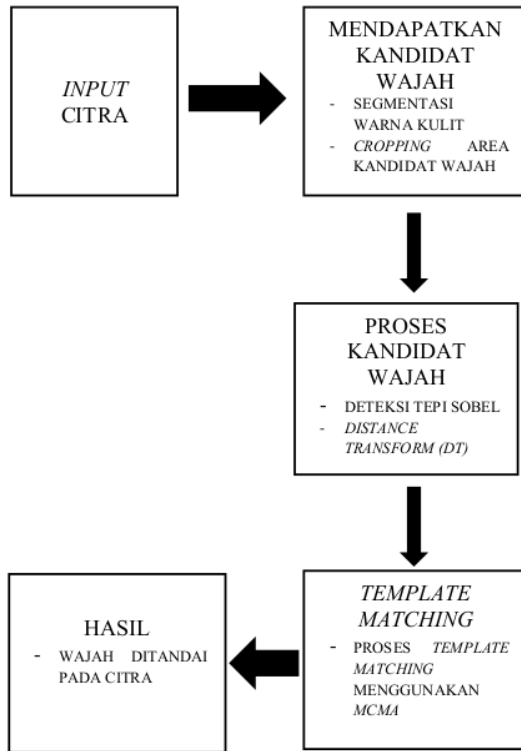 INPUT
CITRA
MENDAPATKAN
KANDIDAT
WAJAH
- SEGMENTASI
WARNA KULIT
- CROPPING AREA
KANDIDAT WAJAH
PROSES
KANDIDAT
WAJAH
- DETEKSI TEPI SOBEL
- DISTANCE
TRANSFORM (DT)
TEMPLATE
MATCHING
- PROSES TEMPLATE
MATCHING
MENGGUNAKAN
MCMA
HASIL
- WAJAH DITANDAI
PADA CITRA